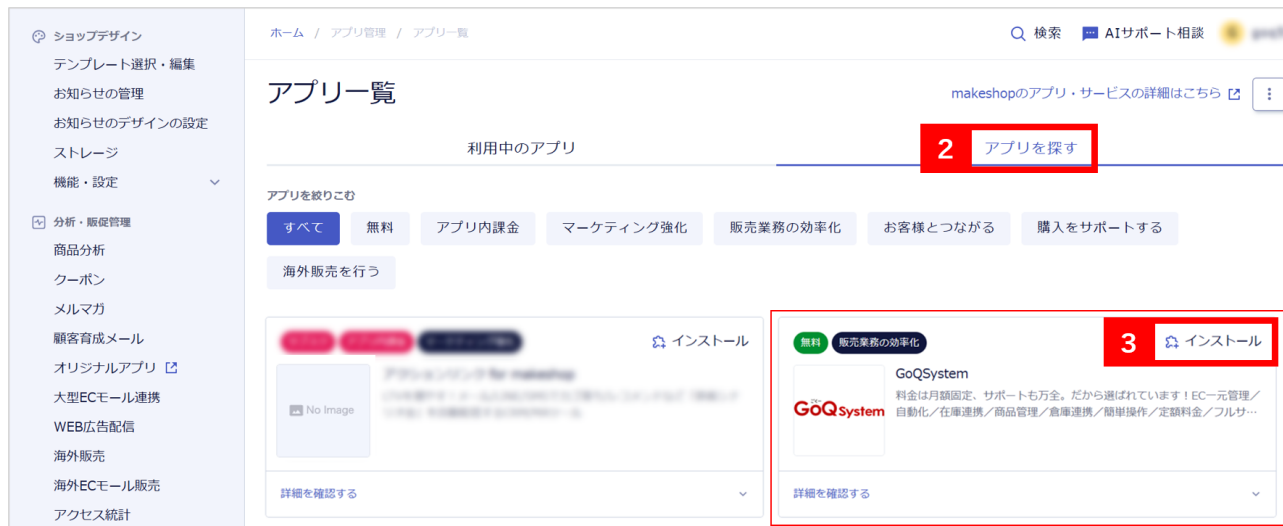 ショップデザイン
テンプレート選択・編集
お知らせの管理
お知らせのデザインの設定
ストレージ
機能・設定
分析・販促管理
商品分析
クーポン
メルマガ
顧客育成メール
オリジナルアプリ
大型ECモール連携
WEB広告配信
海外販売
海外ECモール販売
アクセス統計
ホーム / アプリ管理 / アプリ一覧
検索 AIサポート相談
アプリ一覧
makeshopのアプリ・サービスの詳細はこちら
利用中のアプリ
2 アプリを探す
アプリを絞りこむ
すべて 無料 アプリ内課金 マーケティング強化 販売業務の効率化 お客様とつながる 購入をサポートする
海外販売を行う
インストール
No Image
アクションリンク for makeshop
詳細を確認する
無料 販売業務の効率化
3 インストール
GoQSystem
GoQSystem
料金は月額固定、サポートも万全。だから選ばれています！EC一元管理／
自動化／在庫連携／商品管理／倉庫連携／簡単操作／定額料金／フルサ…
詳細を確認する